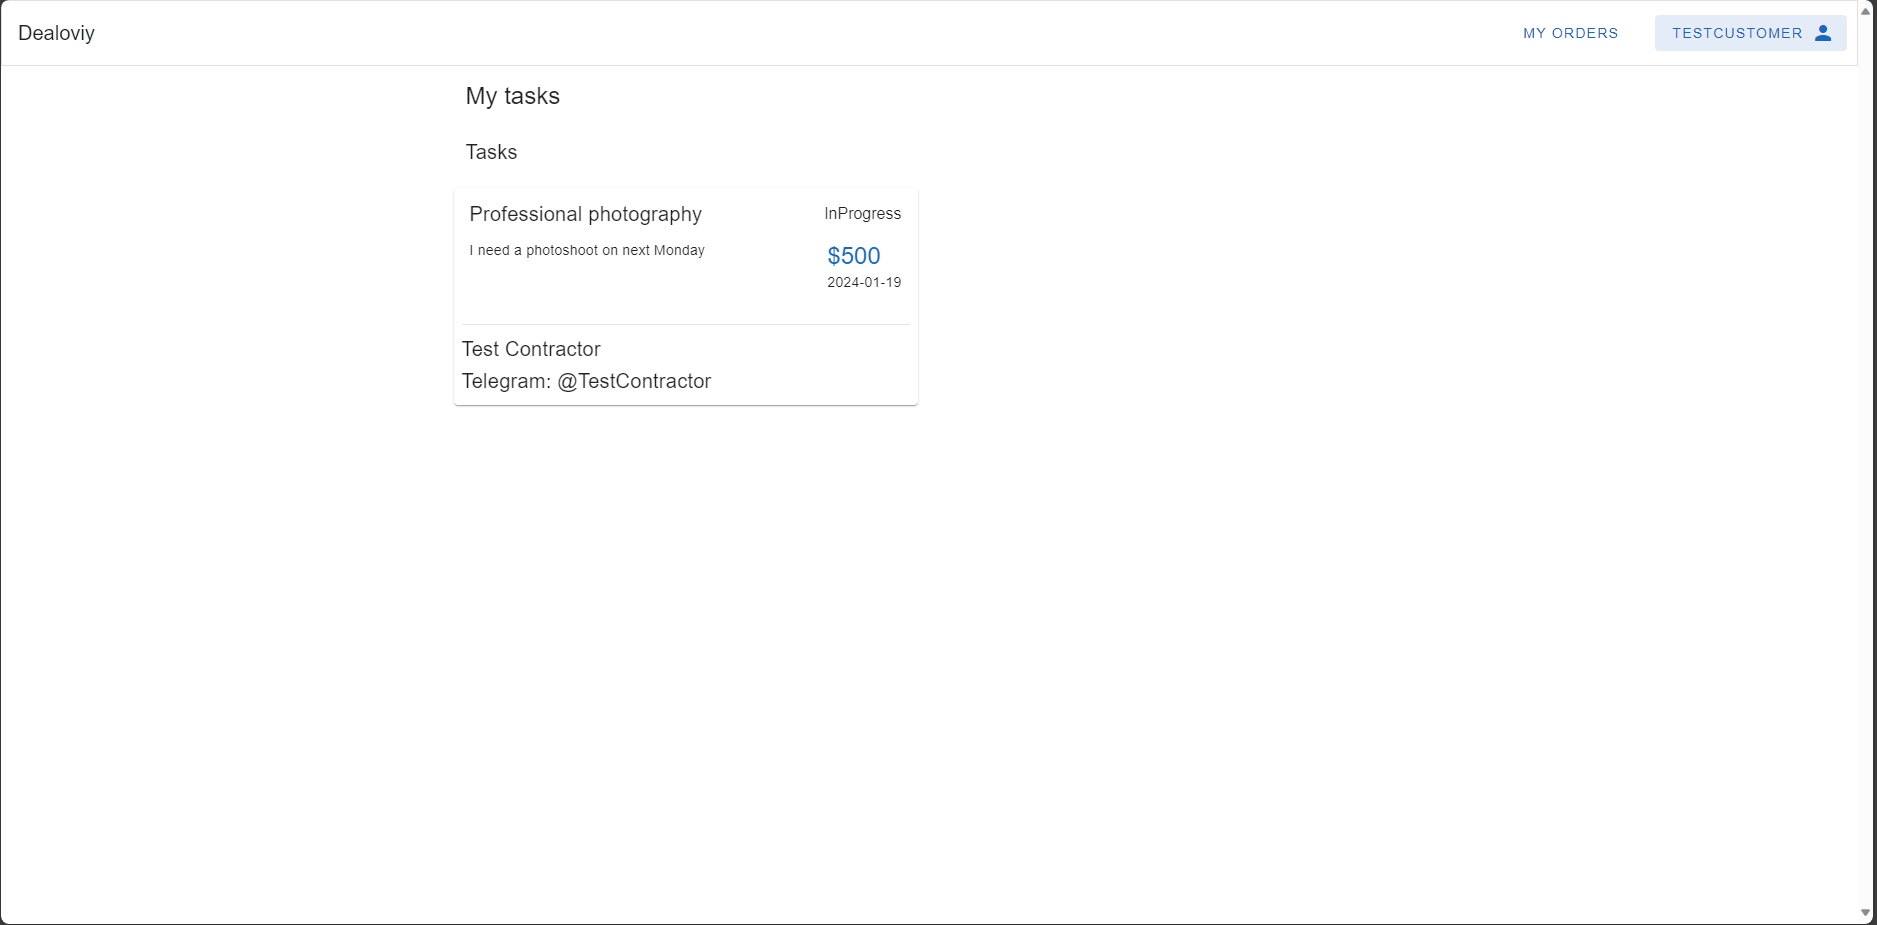 Dealoviy
MY ORDERS
TESTCUSTOMER
My tasks
Tasks
Professional photography
InProgress
I need a photoshoot on next Monday
$500
2024-01-19
Test Contractor
Telegram: @TestContractor